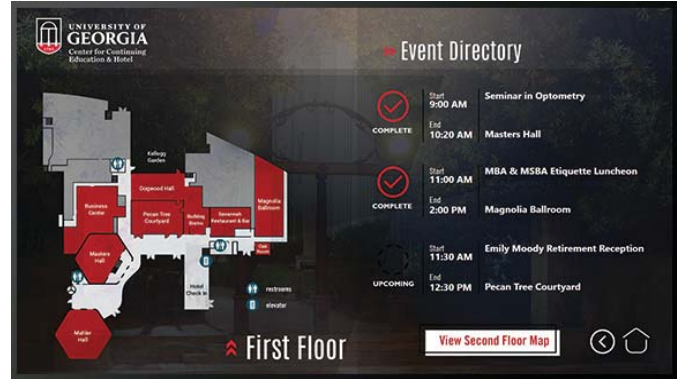 UNIVERSITY OF
GEORGIA
Center for Continuing
Education & Hotel
Event Directory
Start
9:00 AM
Seminar in Optometry
COMPLETE
End
10:20 AM
Masters Hall
Start
11:00 AM
MBA & MSBA Etiquette Luncheon
COMPLETE
End
2:00 PM
Magnolia Ballroom
Start
11:30 AM
Emily Moody Retirement Reception
UPCOMING
End
12:30 PM
Pecan Tree Courtyard
Kellogg
Garden
Dogwood Hall
Business
Center
Pecan Tree
Courtyard
Savannah
Restaurant & Bar
Magnolia
Ballroom
Oak
Room
Masters
Hall
Hotel
Check In
restrooms
elevator
Mahler
Hall
First Floor
View Second Floor Map